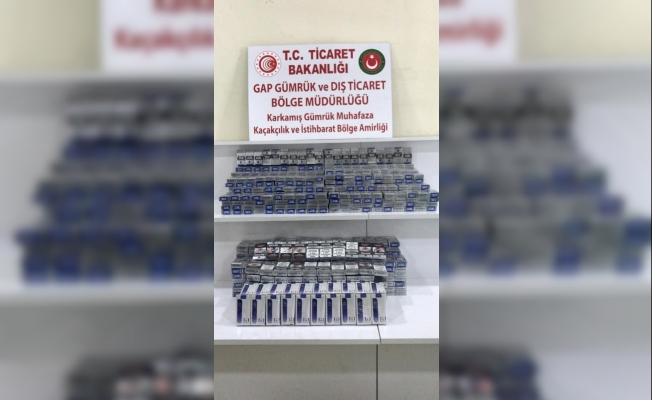 T.C. TİCARET
BAKANLIĞI
GAP GÜMRÜK ve DIŞ TİCARET
BÖLGE MÜDÜRLÜĞÜ
Karkamış Gümrük Muhafaza
Kaçakçılık ve İstihbarat Bölge Amirliği